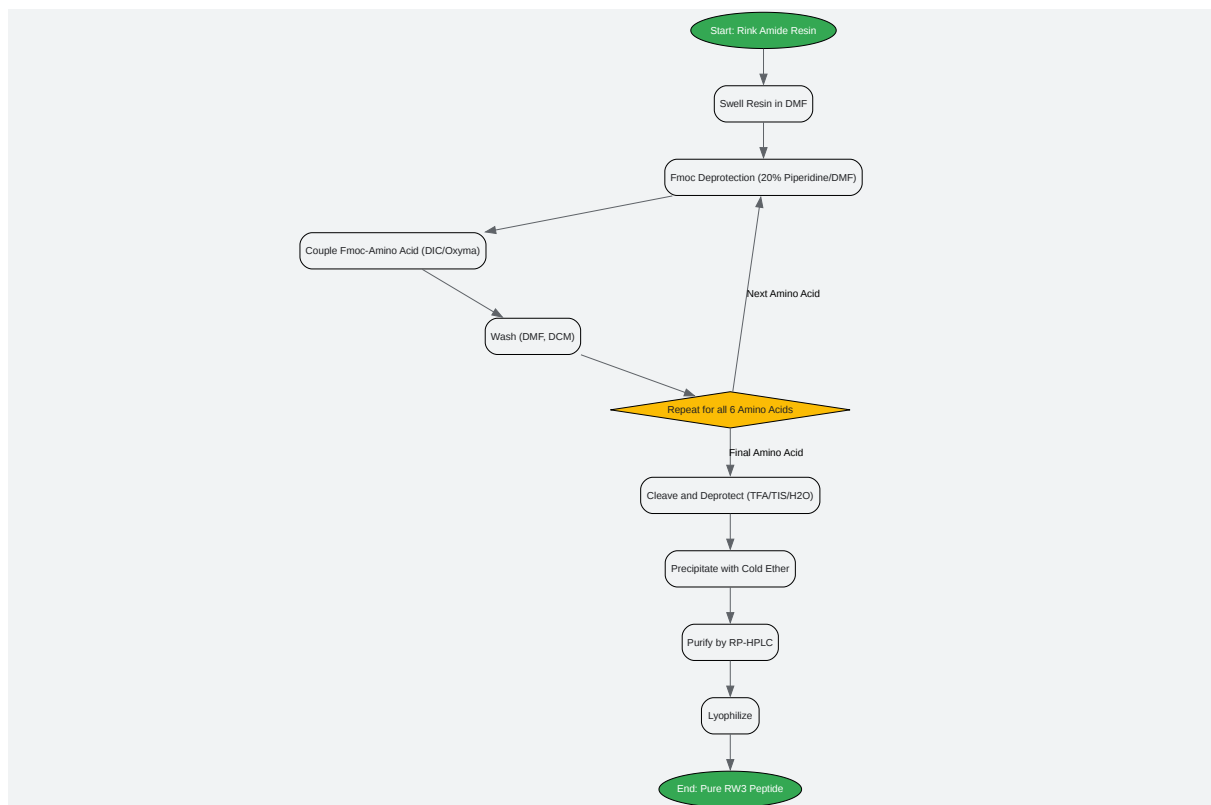 Start: Rink Amide Resin
Swell Resin in DMF
Fmoc Deprotection (20% Piperidine/DMF)
Couple Fmoc-Amino Acid (DIC/Oxyma)
Next Amino Acid
Wash (DMF, DCM)
Repeat for all 6 Amino Acids
Final Amino Acid
Cleave and Deprotect (TFA/TIS/H2O)
Precipitate with Cold Ether
Purify by RP-HPLC
Lyophilize
End: Pure RW3 Peptide